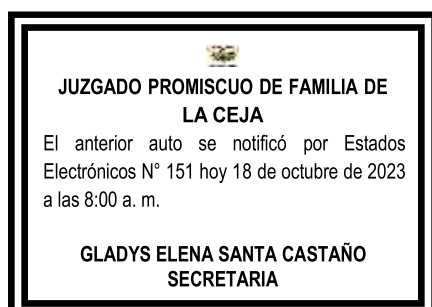 JUZGADO PROMISCUO DE FAMILIA DE
LA CEJA
El anterior auto se notificó por Estados
Electrónicos N° 151 hoy 18 de octubre de 2023
a las 8:00 a. m.
GLADYS ELENA SANTA CASTAÑO
SECRETARIA